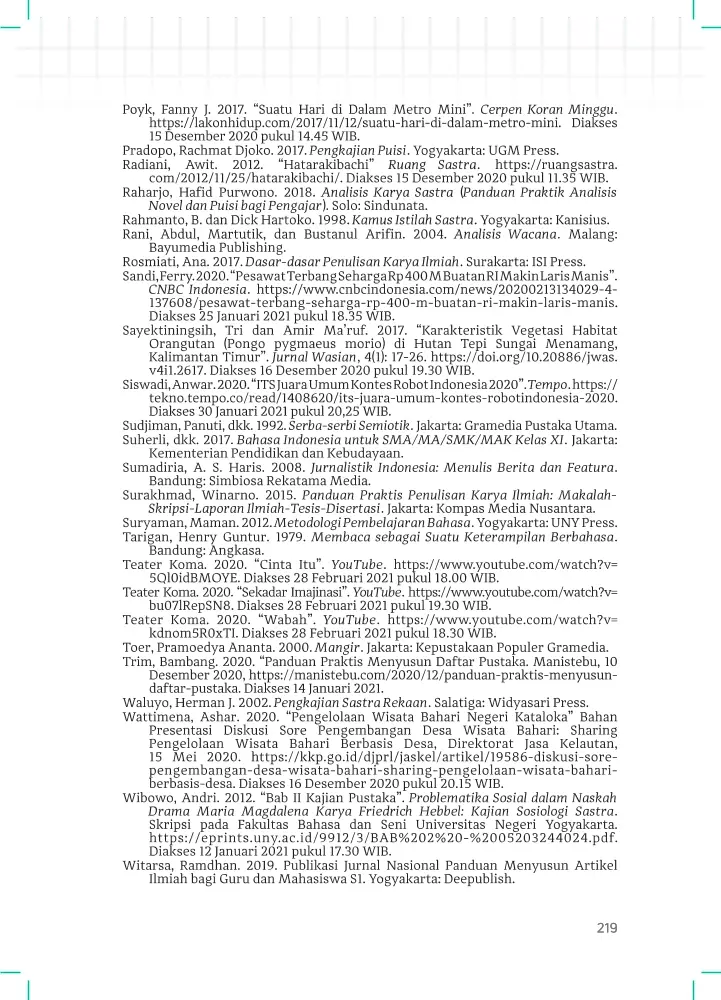 Poyk, Fanny J. 2017. “Suatu Hari di Dalam Metro Mini”. Cerpen Koran Minggu.
https://lakonhidup.com/2017/11/12/suatu-hari-di-dalam-metro-mini. Diakses
15 Desember 2020 pukul 14.45 WIB.
Pradopo, Rachmat Djoko. 2017. Pengkajian Puisi. Yogyakarta: UGM Press.
Radiani, Awit. 2012. “Hatarakibachi” Ruang Sastra. https://ruangsastra.
com/2012/11/25/hatarakibachi/. Diakses 15 Desember 2020 pukul 11.35 WIB.
Raharjo, Hafid Purwono. 2018. Analisis Karya Sastra (Panduan Praktik Analisis
Novel dan Puisi bagi Pengajar). Solo: Sindunata.
Rahmanto, B. dan Dick Hartoko. 1998. Kamus Istilah Sastra. Yogyakarta: Kanisius.
Rani, Abdul, Martutik, dan Bustanul Arifin. 2004. Analisis Wacana. Malang:
Bayumedia Publishing.
Rosmiati, Ana. 2017. Dasar-dasar Penulisan Karya Ilmiah. Surakarta: ISI Press.
Sandi, Ferry. 2020. “Pesawat Terbang Seharga Rp 400 M Buatan RI Makin Laris Manis”.
CNBC Indonesia. https://www.cnbcindonesia.com/news/20200213134029-4-
137608/pesawat-terbang-seharga-rp-400-m-buatan-ri-makin-laris-manis.
Diakses 25 Januari 2021 pukul 18.35 WIB.
Sayektiningsih, Tri dan Amir Ma’ruf. 2017. “Karakteristik Vegetasi Habitat
Orangutan (Pongo pygmaeus morio) di Hutan Tepi Sungai Menamang,
Kalimantan Timur”. Jurnal Wasian, 4(1): 17-26. https://doi.org/10.20886/jwas.
v4i1.2617. Diakses 16 Desember 2020 pukul 19.30 WIB.
Siswadi, Anwar. 2020. “ITS Juara Umum Kontes Robot Indonesia 2020”. Tempo. https://
tekno.tempo.co/read/1408620/its-juara-umum-kontes-robotindonesia-2020.
Diakses 30 Januari 2021 pukul 20,25 WIB.
Sudjiman, Panuti, dkk. 1992. Serba-serbi Semiotik. Jakarta: Gramedia Pustaka Utama.
Suherli, dkk. 2017. Bahasa Indonesia untuk SMA/MA/SMK/MAK Kelas XI. Jakarta:
Kementerian Pendidikan dan Kebudayaan.
Sumadiria, A. S. Haris. 2008. Jurnalistik Indonesia: Menulis Berita dan Featura.
Bandung: Simbiosa Rekatama Media.
Surakhmad, Winarno. 2015. Panduan Praktis Penulisan Karya Ilmiah: Makalah-
Skripsi-Laporan Ilmiah-Tesis-Disertasi. Jakarta: Kompas Media Nusantara.
Suryaman, Maman. 2012. Metodologi Pembelajaran Bahasa. Yogyakarta: UNY Press.
Tarigan, Henry Guntur. 1979. Membaca sebagai Suatu Keterampilan Berbahasa.
Bandung: Angkasa.
Teater Koma. 2020. “Cinta Itu”. YouTube. https://www.youtube.com/watch?v=
5Ql0idBMOYE. Diakses 28 Februari 2021 pukul 18.00 WIB.
Teater Koma. 2020. “Sekadar Imajinasi”. YouTube. https://www.youtube.com/watch?v=
bu07lRepSN8. Diakses 28 Februari 2021 pukul 19.30 WIB.
Teater Koma. 2020. “Wabah”. YouTube. https://www.youtube.com/watch?v=
kdnom5R0xTI. Diakses 28 Februari 2021 pukul 18.30 WIB.
Toer, Pramoedya Ananta. 2000. Mangir. Jakarta: Kepustakaan Populer Gramedia.
Trim, Bambang. 2020. “Panduan Praktis Menyusun Daftar Pustaka. Manistebu, 10
Desember 2020, https://manistebu.com/2020/12/panduan-praktis-menyusun-
daftar-pustaka. Diakses 14 Januari 2021.
Waluyo, Herman J. 2002. Pengkajian Sastra Rekaan. Salatiga: Widyasari Press.
Wattimena, Ashar. 2020. “Pengelolaan Wisata Bahari Negeri Kataloka” Bahan
Presentasi Diskusi Sore Pengembangan Desa Wisata Bahari: Sharing
Pengelolaan Wisata Bahari Berbasis Desa, Direktorat Jasa Kelautan,
15 Mei 2020. https://kkp.go.id/djprl/jaskel/artikel/19586-diskusi-sore-
pengembangan-desa-wisata-bahari-sharing-pengelolaan-wisata-bahari-
berbasis-desa. Diakses 16 Desember 2020 pukul 20.15 WIB.
Wibowo, Andri. 2012. “Bab II Kajian Pustaka”. Problematika Sosial dalam Naskah
Drama Maria Magdalena Karya Friedrich Hebbel: Kajian Sosiologi Sastra.
Skripsi pada Fakultas Bahasa dan Seni Universitas Negeri Yogyakarta.
https://eprints.uny.ac.id/9912/3/BAB%202%20-%2005203244024.pdf.
Diakses 12 Januari 2021 pukul 17.30 WIB.
Witarsa, Ramdhan. 2019. Publikasi Jurnal Nasional Panduan Menyusun Artikel
Ilmiah bagi Guru dan Mahasiswa S1. Yogyakarta: Deepublish.
219